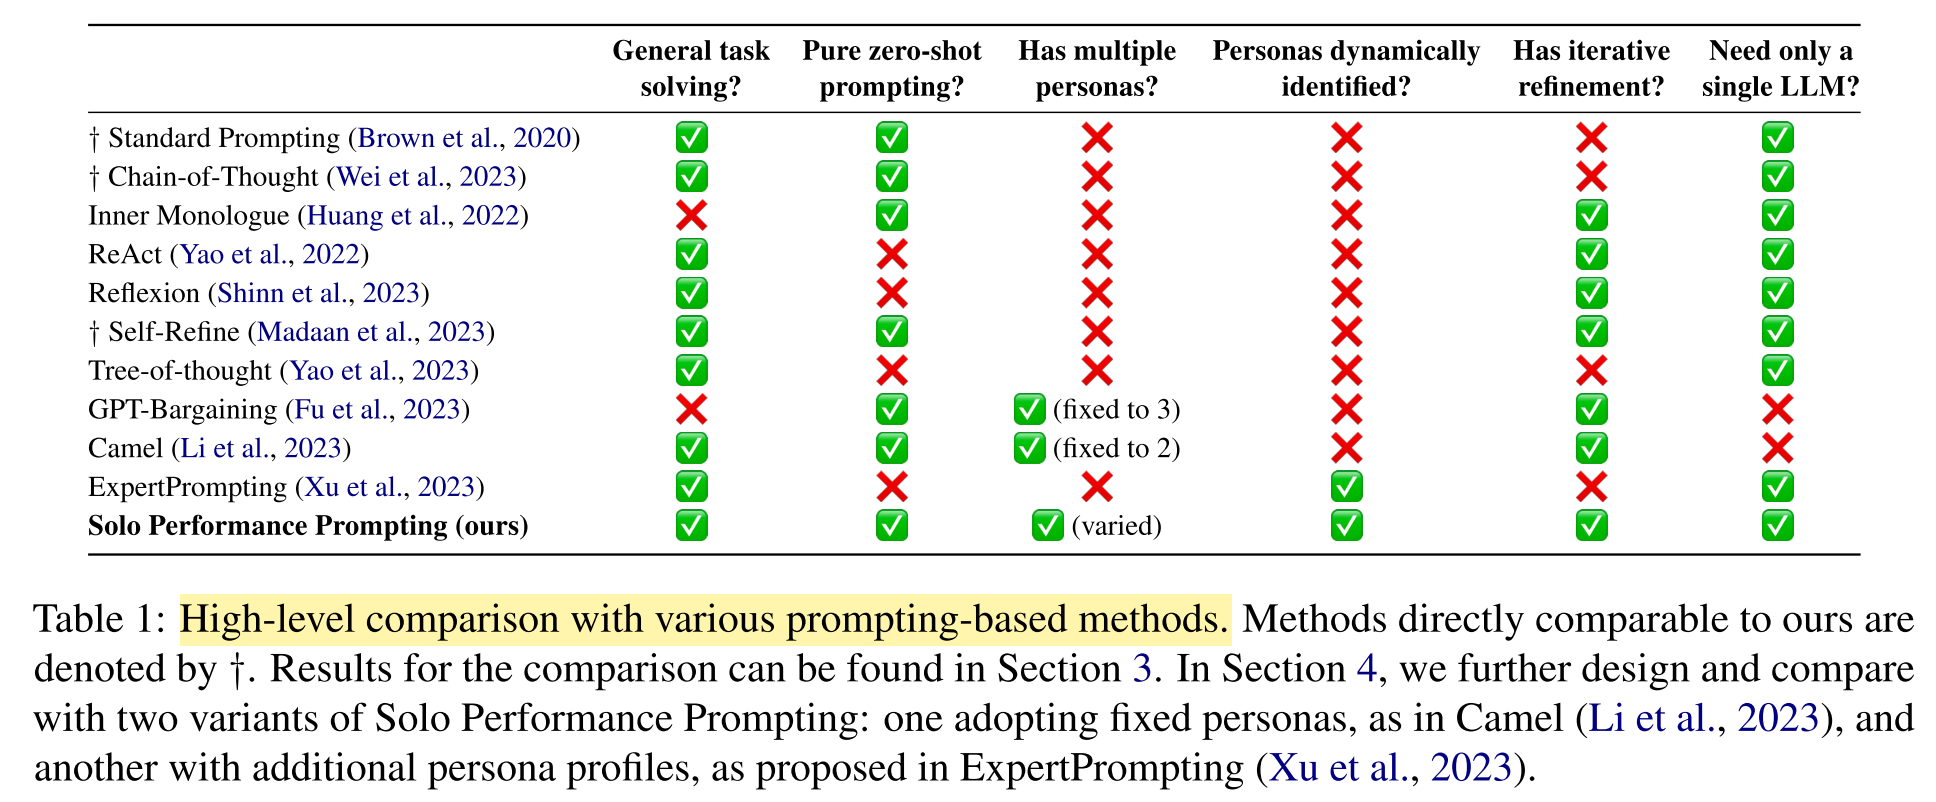 General task solving? Pure zero-shot prompting? Has multiple personas? Personas dynamically identified? Has iterative refinement? Need only a single LLM?
† Standard Prompting (Brown et al., 2020) ✅ ✅ ❌ ❌ ❌ ✅
† Chain-of-Thought (Wei et al., 2023) ✅ ✅ ❌ ❌ ❌ ✅
Inner Monologue (Huang et al., 2022) ❌ ✅ ❌ ❌ ✅ ✅
ReAct (Yao et al., 2022) ✅ ❌ ❌ ❌ ✅ ✅
Reflexion (Shinn et al., 2023) ✅ ❌ ❌ ❌ ✅ ✅
† Self-Refine (Madaan et al., 2023) ✅ ✅ ❌ ❌ ✅ ✅
Tree-of-thought (Yao et al., 2023) ✅ ❌ ❌ ❌ ❌ ✅
GPT-Bargaining (Fu et al., 2023) ❌ ✅ ✅ (fixed to 3) ❌ ✅ ❌
Camel (Li et al., 2023) ✅ ✅ ✅ (fixed to 2) ❌ ✅ ❌
ExpertPrompting (Xu et al., 2023) ✅ ❌ ❌ ✅ ❌ ✅
Solo Performance Prompting (ours) ✅ ✅ ✅ (varied) ✅ ✅ ✅
Table 1: High-level comparison with various prompting-based methods. Methods directly comparable to ours are
denoted by †. Results for the comparison can be found in Section 3. In Section 4, we further design and compare
with two variants of Solo Performance Prompting: one adopting fixed personas, as in Camel (Li et al., 2023), and
another with additional persona profiles, as proposed in ExpertPrompting (Xu et al., 2023).